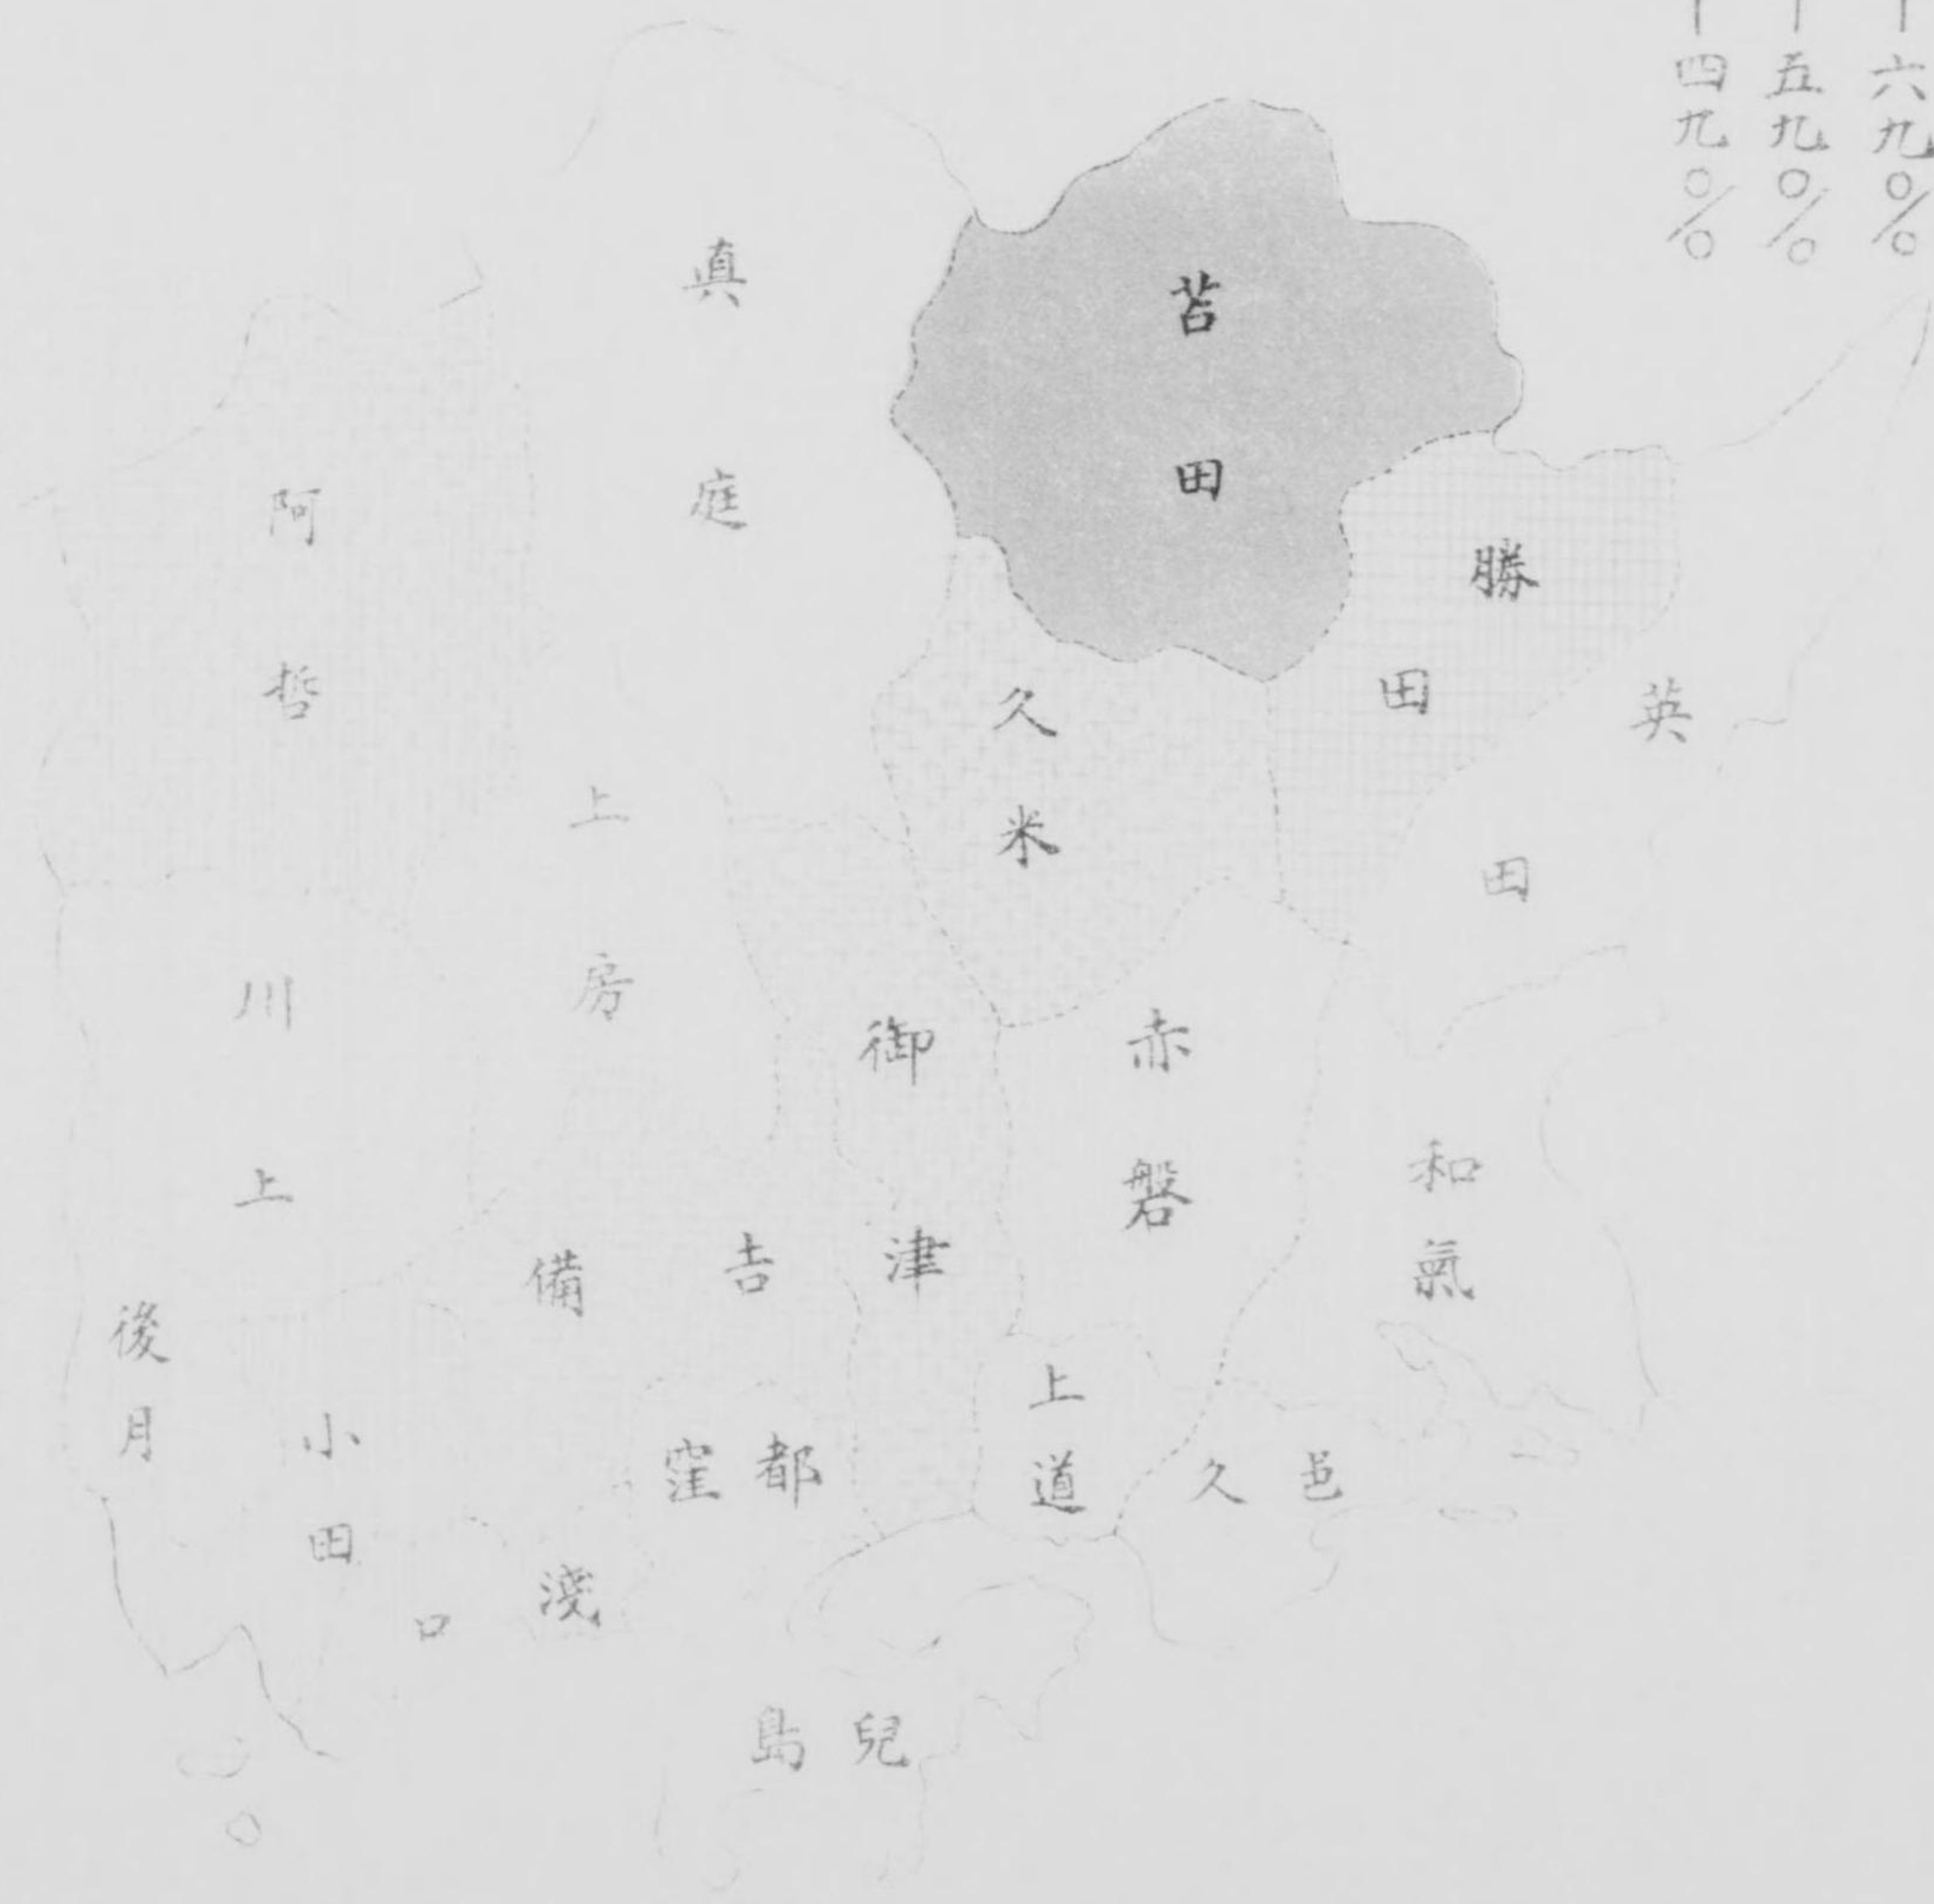 六九%
五九%
四九%
苫田
真庭
勝田
英田
阿哲
久米
上房
川上
御津
赤磐
和氣
吉備
後月
小田
上道
都窪
邑久
淺口
兒島